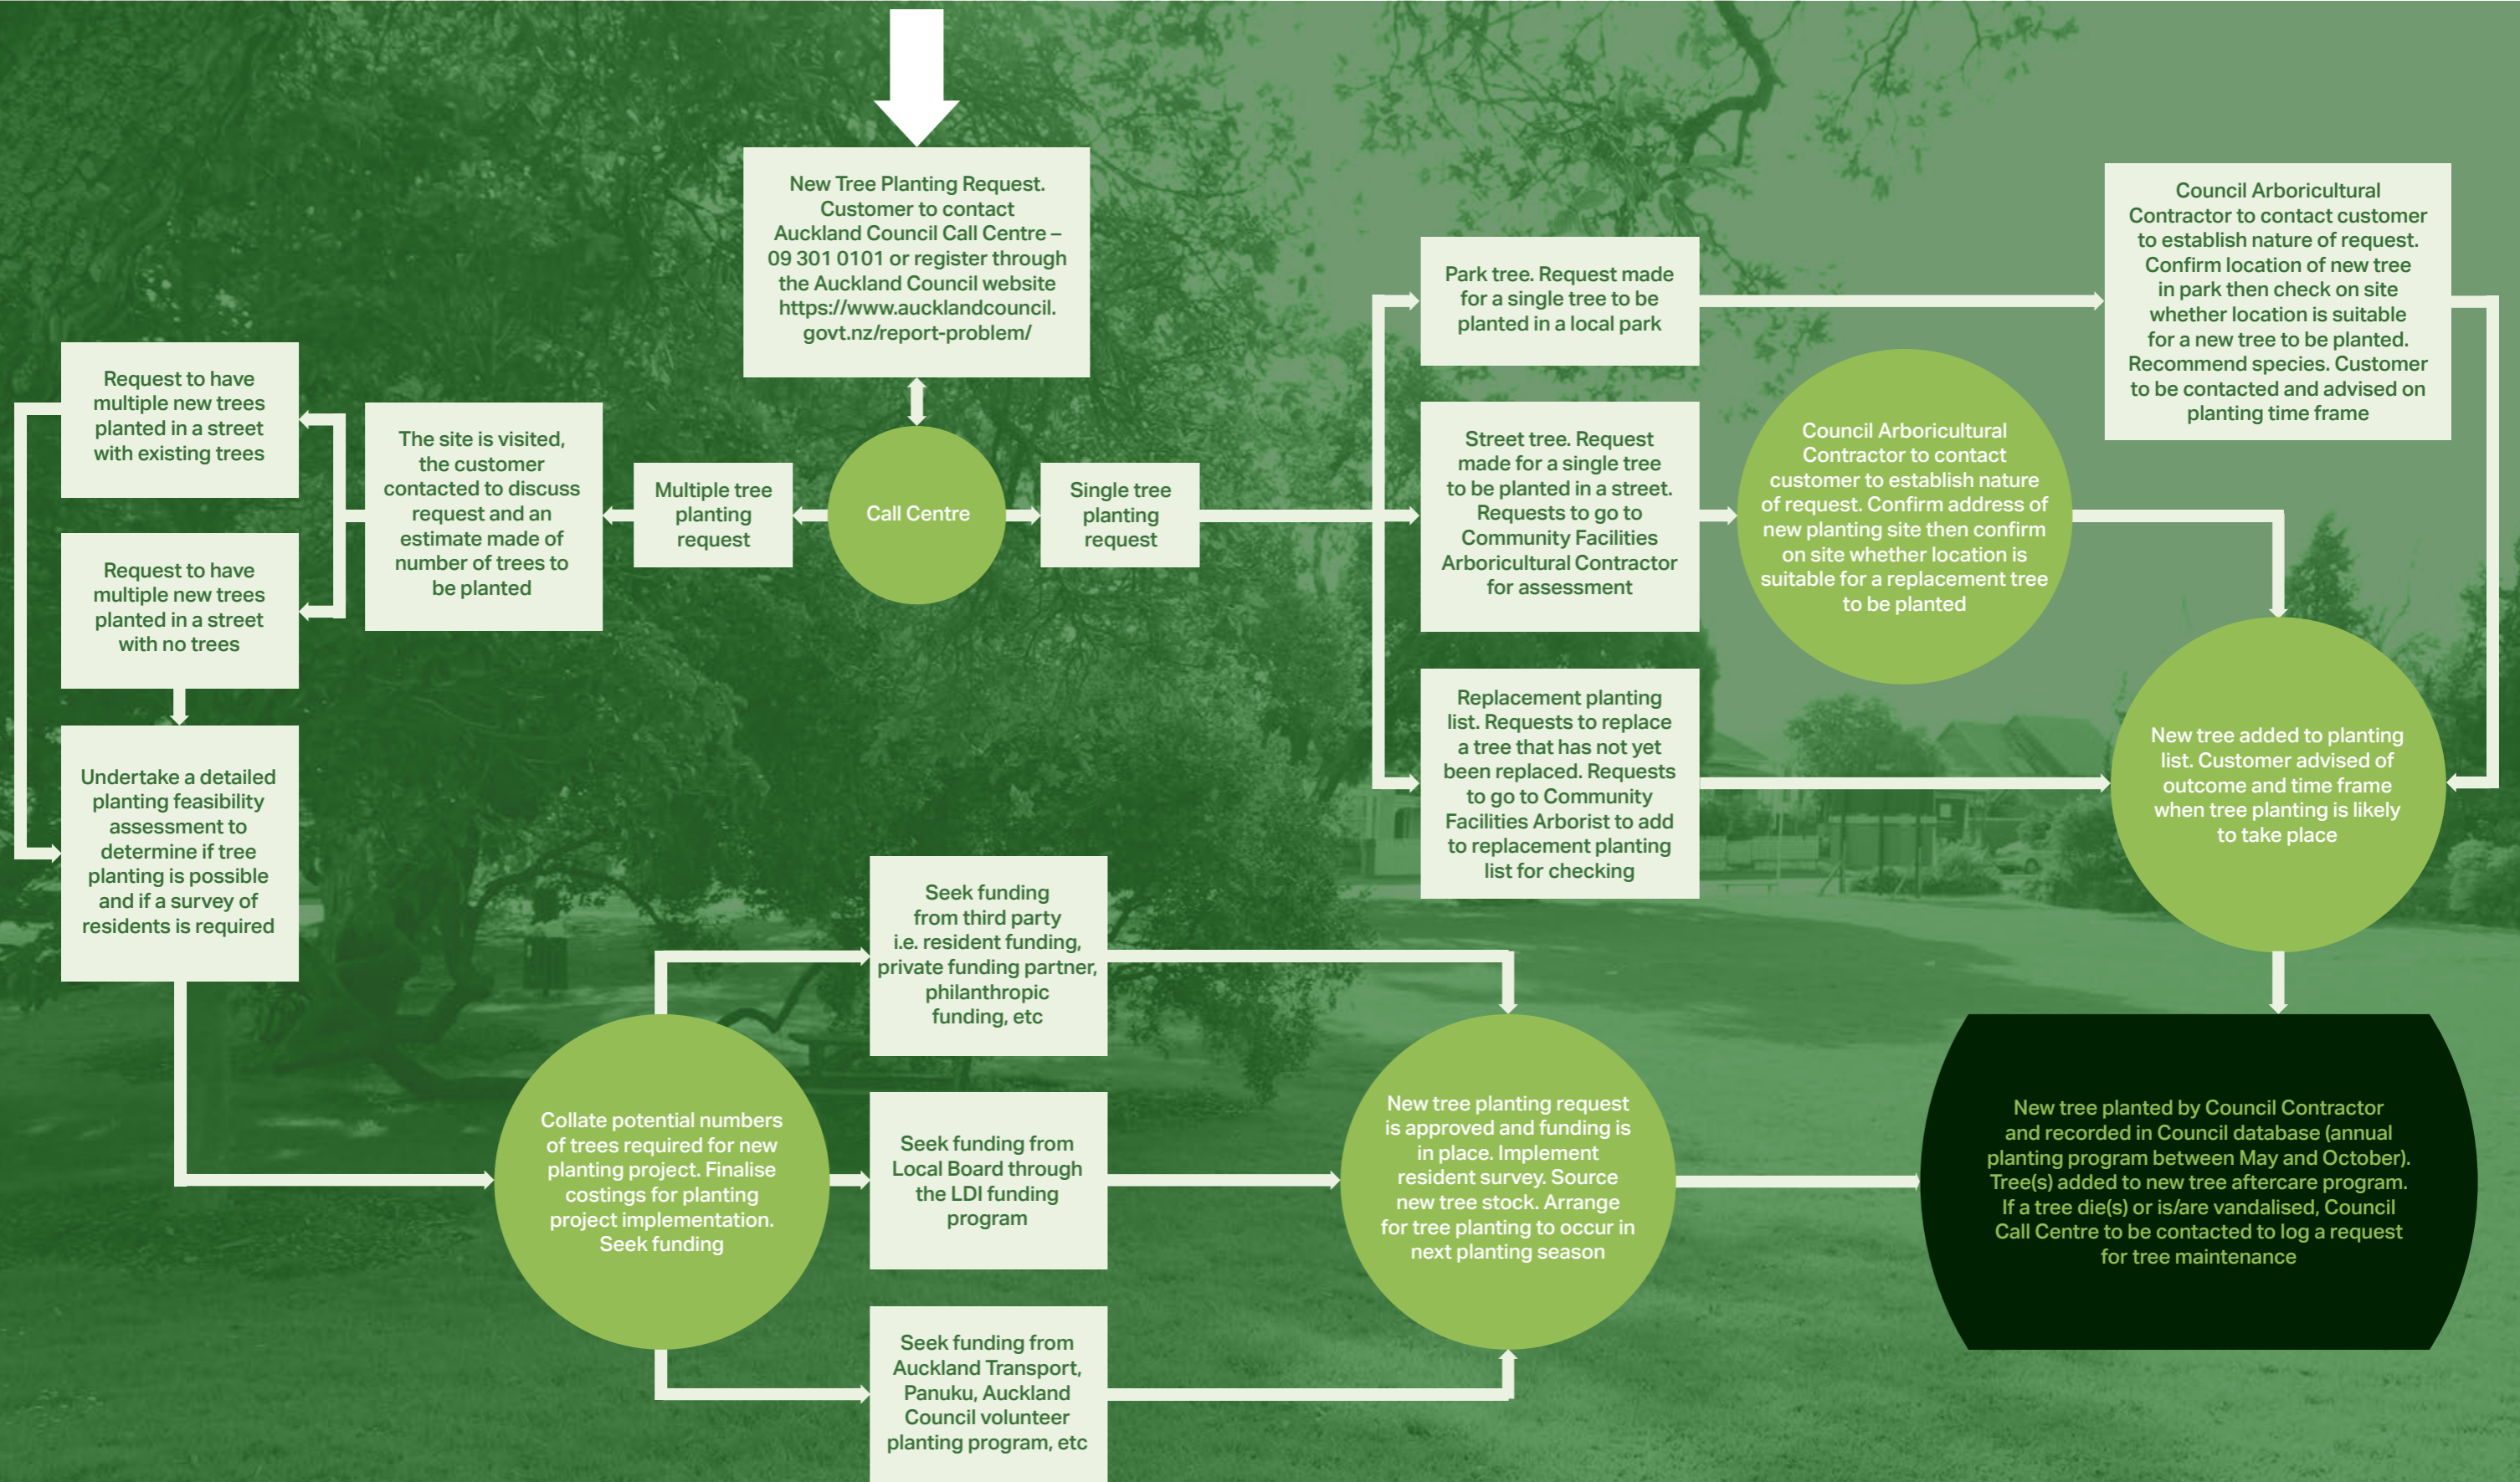 New Tree Planting Request.
Customer to contact
Auckland Council Call Centre –
09 301 0101 or register through
the Auckland Council website
https://www.aucklandcouncil.
govt.nz/report-problem/
Call Centre
Multiple tree
planting
request
The site is visited,
the customer
contacted to discuss
request and an
estimate made of
number of trees to
be planted
Request to have
multiple new trees
planted in a street
with existing trees
Request to have
multiple new trees
planted in a street
with no trees
Undertake a detailed
planting feasibility
assessment to
determine if tree
planting is possible
and if a survey of
residents is required
Collate potential numbers
of trees required for new
planting project. Finalise
costings for planting
project implementation.
Seek funding
Seek funding
from third party
i.e. resident funding,
private funding partner,
philanthropic
funding, etc
Seek funding from
Local Board through
the LDI funding
program
Seek funding from
Auckland Transport,
Panuku, Auckland
Council volunteer
planting program, etc
New tree planting request
is approved and funding is
in place. Implement
resident survey. Source
new tree stock. Arrange
for tree planting to occur in
next planting season
Single tree
planting
request
Park tree. Request made
for a single tree to be
planted in a local park
Council Arboricultural
Contractor to contact customer
to establish nature of request.
Confirm location of new tree
in park then check on site
whether location is suitable
for a new tree to be planted.
Recommend species. Customer
to be contacted and advised on
planting time frame
Street tree. Request
made for a single tree
to be planted in a street.
Requests to go to
Community Facilities
Arboricultural Contractor
for assessment
Council Arboricultural
Contractor to contact
customer to establish nature
of request. Confirm address of
new planting site then confirm
on site whether location is
suitable for a replacement tree
to be planted
Replacement planting
list. Requests to replace
a tree that has not yet
been replaced. Requests
to go to Community
Facilities Arborist to add
to replacement planting
list for checking
New tree added to planting
list. Customer advised of
outcome and time frame
when tree planting is likely
to take place
New tree planted by Council Contractor
and recorded in Council database (annual
planting program between May and October).
Tree(s) added to new tree aftercare program.
If a tree die(s) or is/are vandalised, Council
Call Centre to be contacted to log a request
for tree maintenance